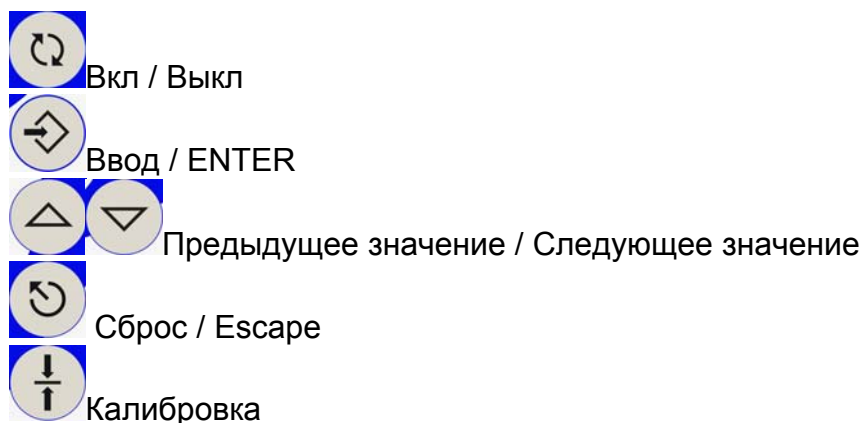 Вкл / Выкл
Ввод / ENTER
Предыдущее значение / Следующее значение
Сброс / Escape
Калибровка